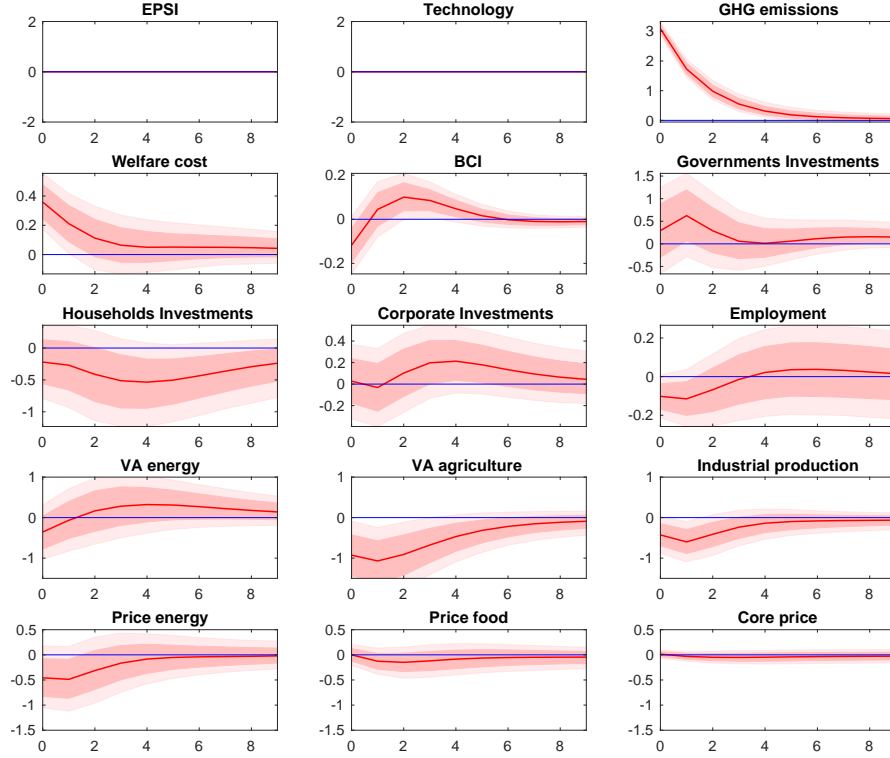 EPSI Technology GHG emissions
2 2 3
2
0 0 1
-2 -2 0
0 2 4 6 8 0 2 4 6 8 0 2 4 6 8
Welfare cost BCI Governments Investments
0.4 0.2 1.5
1
0.2 0 0.5
0 -0.2 0
-0.5
0 2 4 6 8 0 2 4 6 8 0 2 4 6 8
Households Investments Corporate Investments Employment
0 0.4 0.2
0.2
-0.5 0 0
-1 -0.2 -0.2
0 2 4 6 8 0 2 4 6 8 0 2 4 6 8
VA energy VA agriculture Industrial production
1 1 1
0 0 0
-1 -1 -1
0 2 4 6 8 0 2 4 6 8 0 2 4 6 8
Price energy Price food Core price
0.5 0.5 0.5
0 0 0
-0.5 -0.5 -0.5
-1 -1 -1
-1.5 -1.5 -1.5
0 2 4 6 8 0 2 4 6 8 0 2 4 6 8